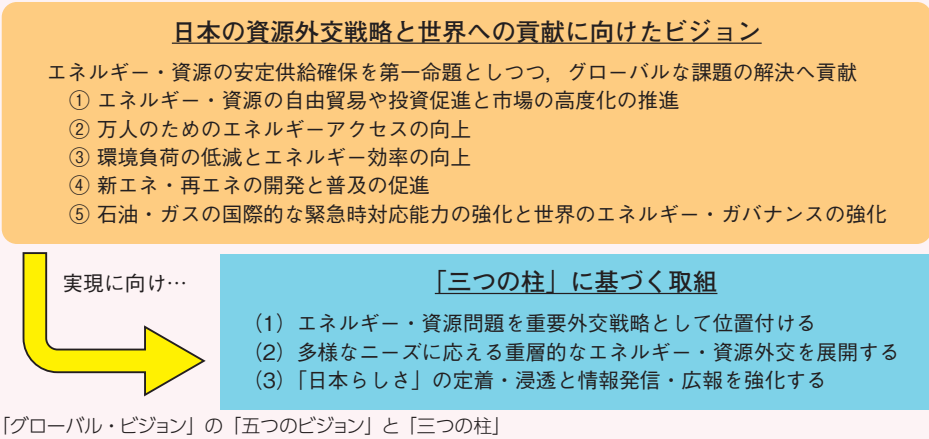 日本の資源外交戦略と世界への貢献に向けたビジョン
エネルギー・資源の安定供給確保を第一命題としつつ，グローバルな課題の解決へ貢献
① エネルギー・資源の自由貿易や投資促進と市場の高度化の推進
② 万人のためのエネルギーアクセスの向上
③ 環境負荷の低減とエネルギー効率の向上
④ 新エネ・再エネの開発と普及の促進
⑤ 石油・ガスの国際的な緊急時対応能力の強化と世界のエネルギー・ガバナンスの強化
実現に向け…
「三つの柱」に基づく取組
（1）エネルギー・資源問題を重要外交戦略として位置付ける
（2）多様なニーズに応える重層的なエネルギー・資源外交を展開する
（3）「日本らしさ」の定着・浸透と情報発信・広報を強化する
「グローバル・ビジョン」の「五つのビジョン」と「三つの柱」